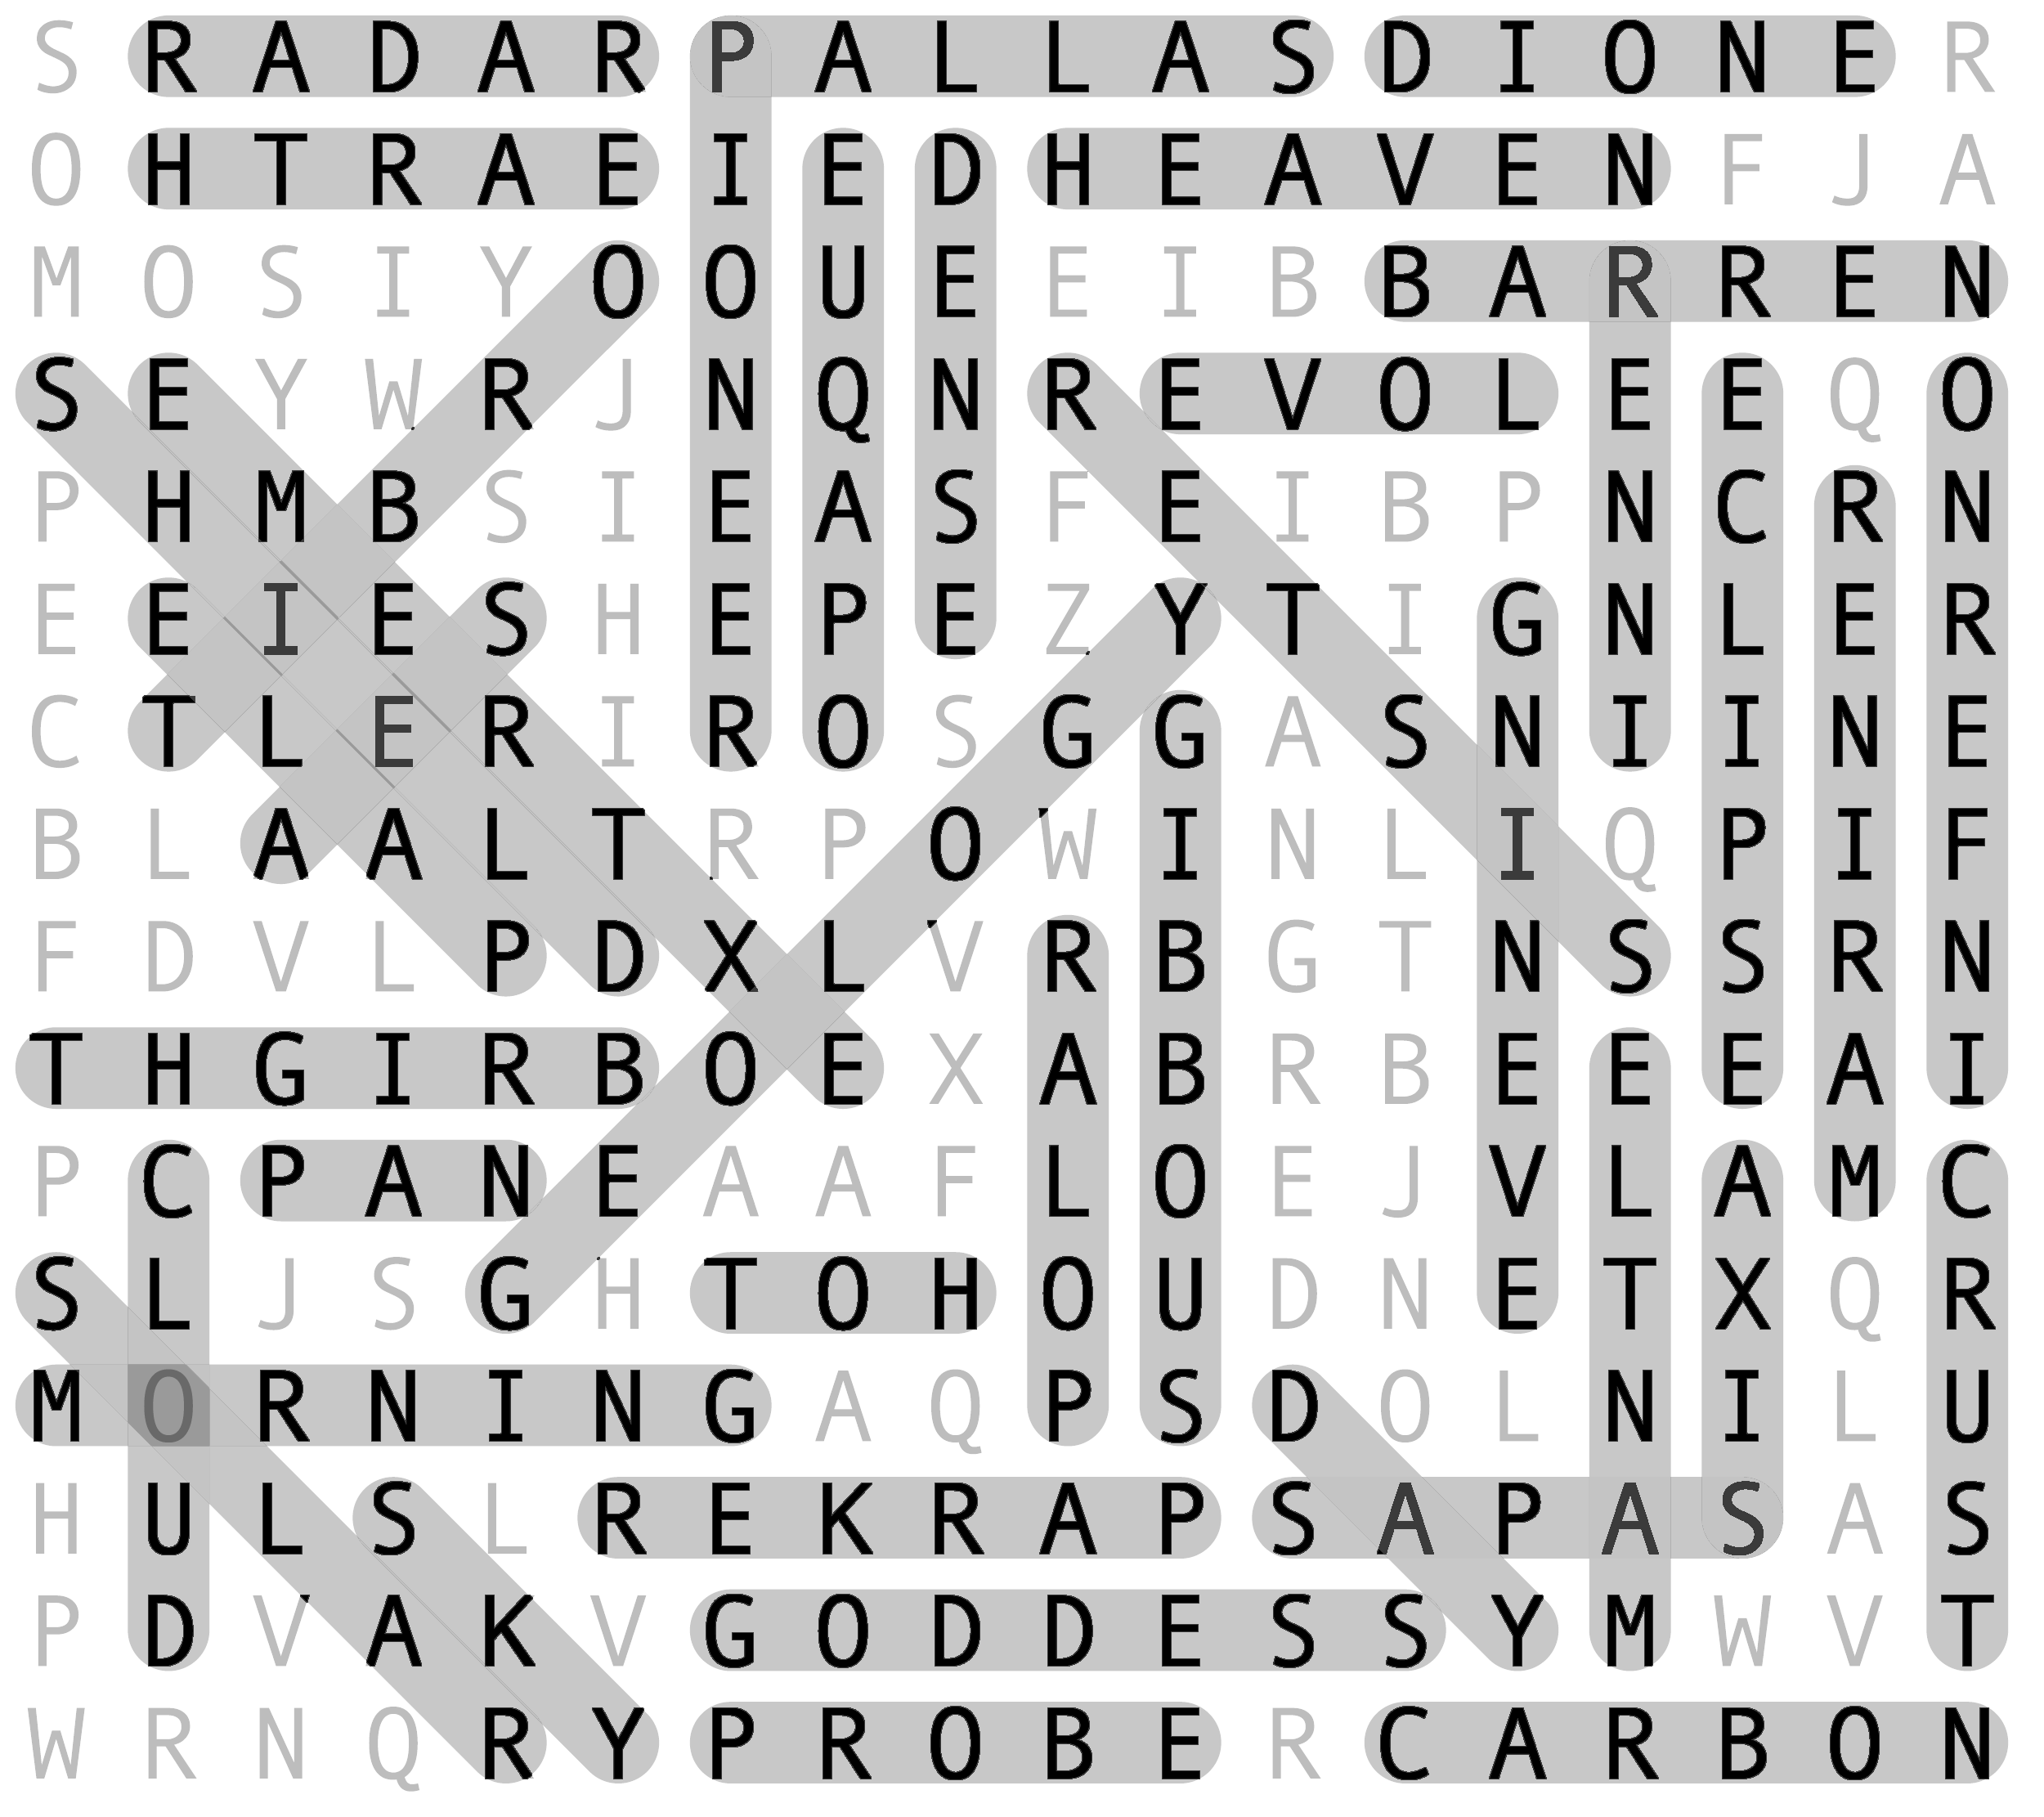 S R A D A R P A L L A S D I O N E R
O H T R A E I E D H E A V E N F J A
M O S I Y O O U E E I B B A R R E N
S E Y W R J N Q N R E V O L E E Q O
P H M B S I E A S F E I B P N C R N
E E I E S H E P E Z Y T I G N L E R
C T L E R I R O S G G A S N I I N E
B L A A L T R P O W I N L I Q P I F
F D V L P D X L V R B G T N S S R N
T H G I R B O E X A B R B E E E A I
P C P A N E A A F L O E J V L A M C
S L J S G H T O H O U D N E T X Q R
M O R N I N G A Q P S D O L N I L U
H U L S L R E K R A P S A P A S A S
P D V A K V G O D D E S S Y M W V T
W R N Q R Y P R O B E R C A R B O N